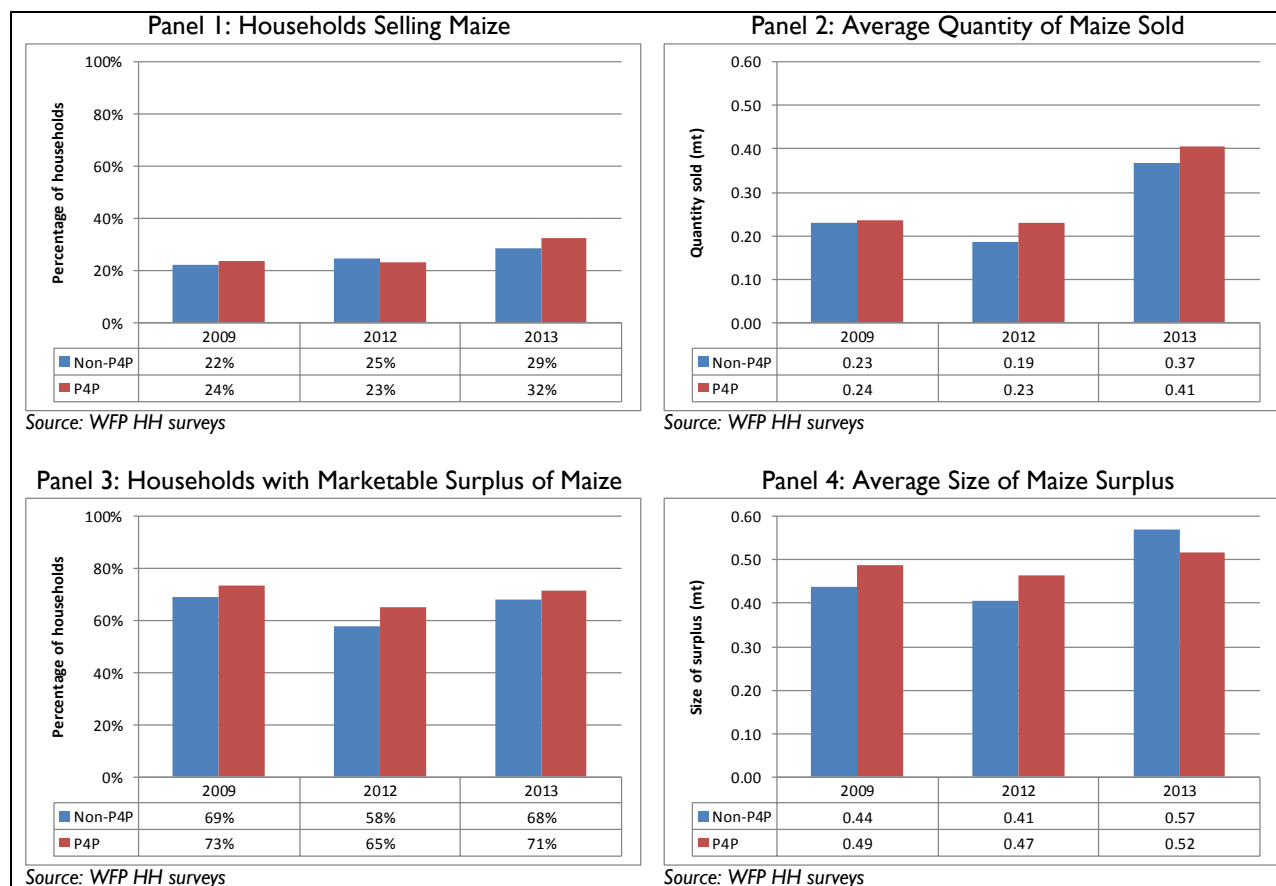 Panel 1: Households Selling Maize
100%
80%
60%
40%
20%
0%
Percentage of households
2009 2012 2013
Non-P4P 22% 25% 29%
P4P 24% 23% 32%
Source: WFP HH surveys
Panel 2: Average Quantity of Maize Sold
0.60
0.50
0.40
0.30
0.20
0.10
0.00
Quantity sold (mt)
2009 2012 2013
Non-P4P 0.23 0.19 0.37
P4P 0.24 0.23 0.41
Source: WFP HH surveys
Panel 3: Households with Marketable Surplus of Maize
100%
80%
60%
40%
20%
0%
Percentage of households
2009 2012 2013
Non-P4P 69% 58% 68%
P4P 73% 65% 71%
Source: WFP HH surveys
Panel 4: Average Size of Maize Surplus
0.60
0.50
0.40
0.30
0.20
0.10
0.00
Size of surplus (mt)
2009 2012 2013
Non-P4P 0.44 0.41 0.57
P4P 0.49 0.47 0.52
Source: WFP HH surveys